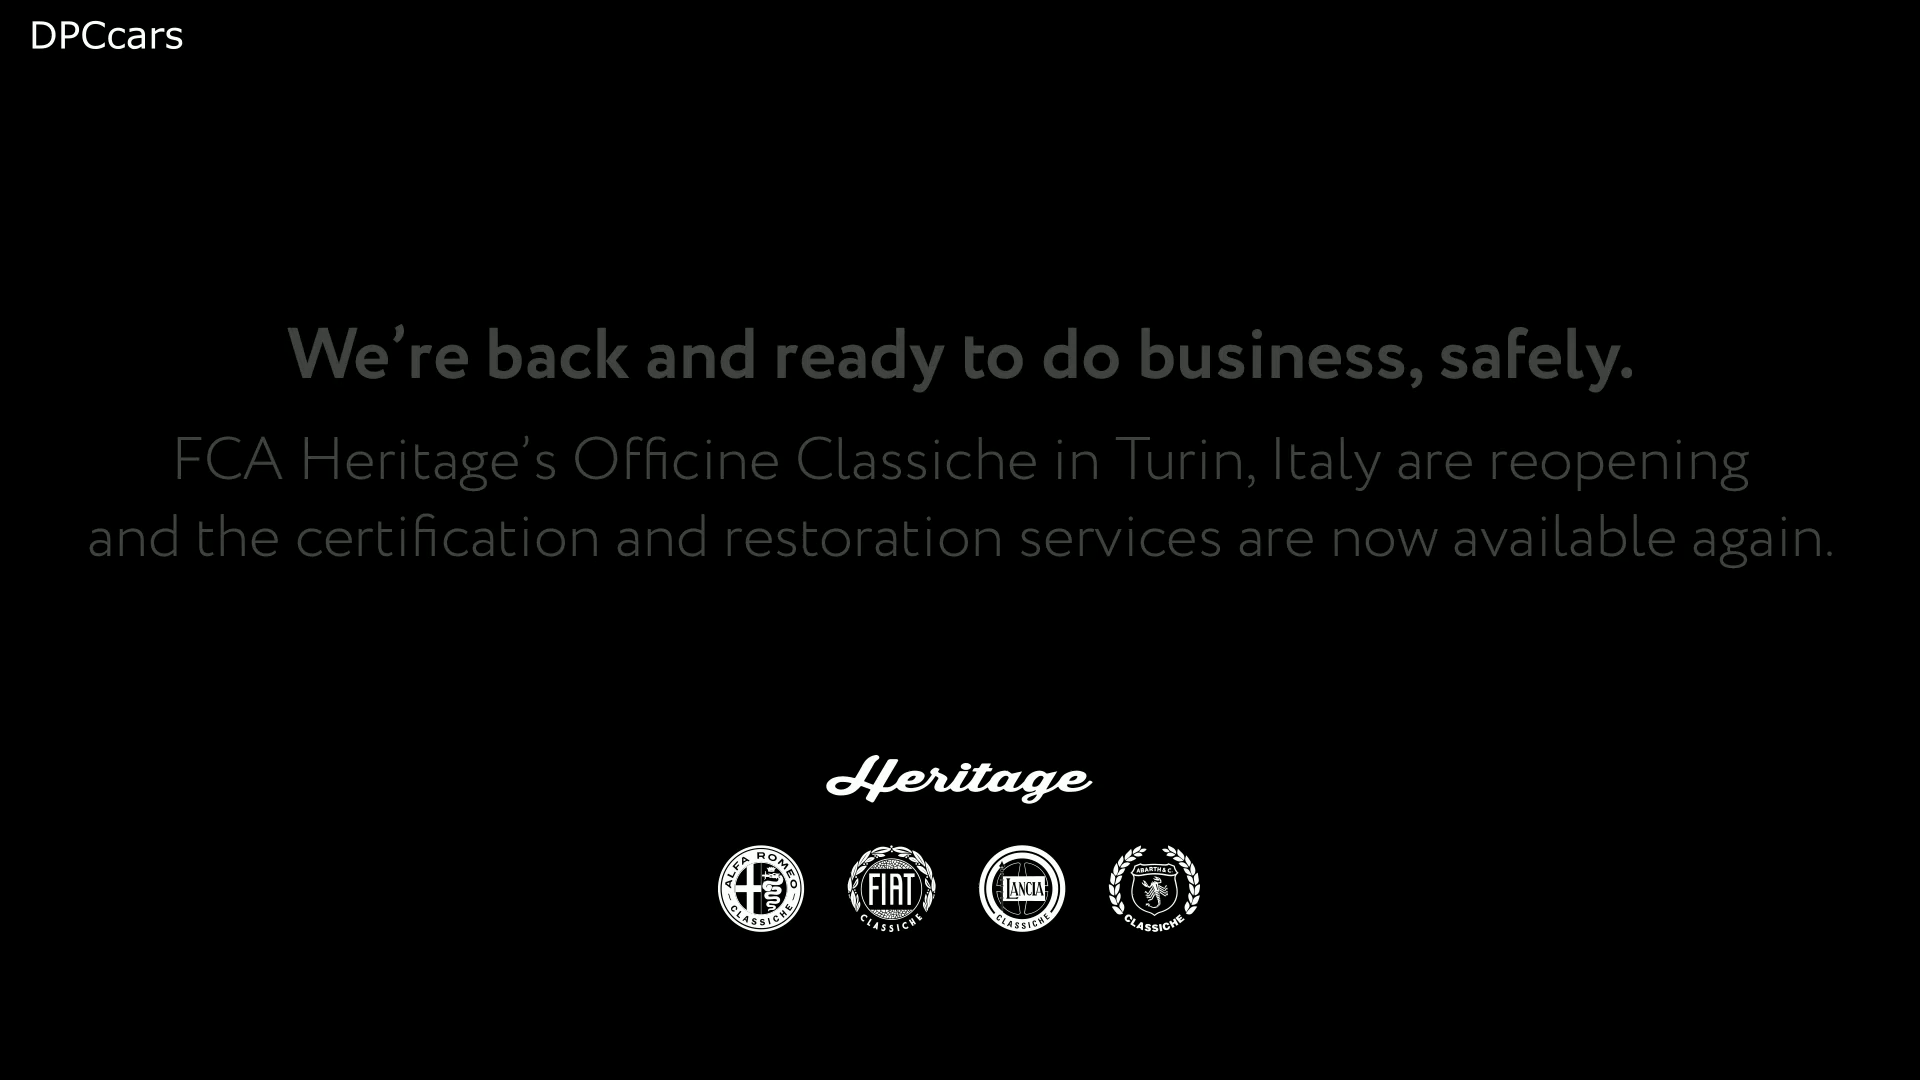 DPCcars
We’re back and ready to do business, safely.
FCA Heritage’s Officine Classiche in Turin, Italy are reopening
and the certification and restoration services are now available again.
Heritage
ALFA ROMEO
CLASSICHE
FIAT
CLASSICHE
LANCIA
CLASSICHE
ABARTH & C.
CLASSICHE